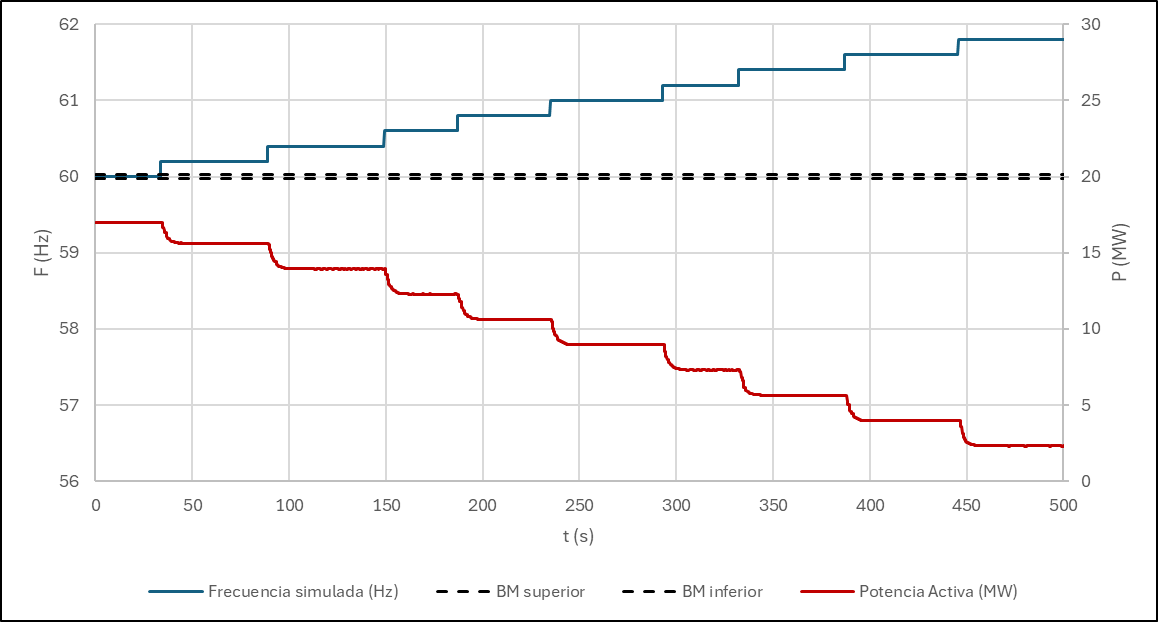 62
61
60
59
58
57
56
F (Hz)
30
25
20
15
10
5
0
P (MW)
0 50 100 150 200 250 300 350 400 450 500
t (s)
Frecuencia simulada (Hz) BM superior BM inferior Potencia Activa (MW)